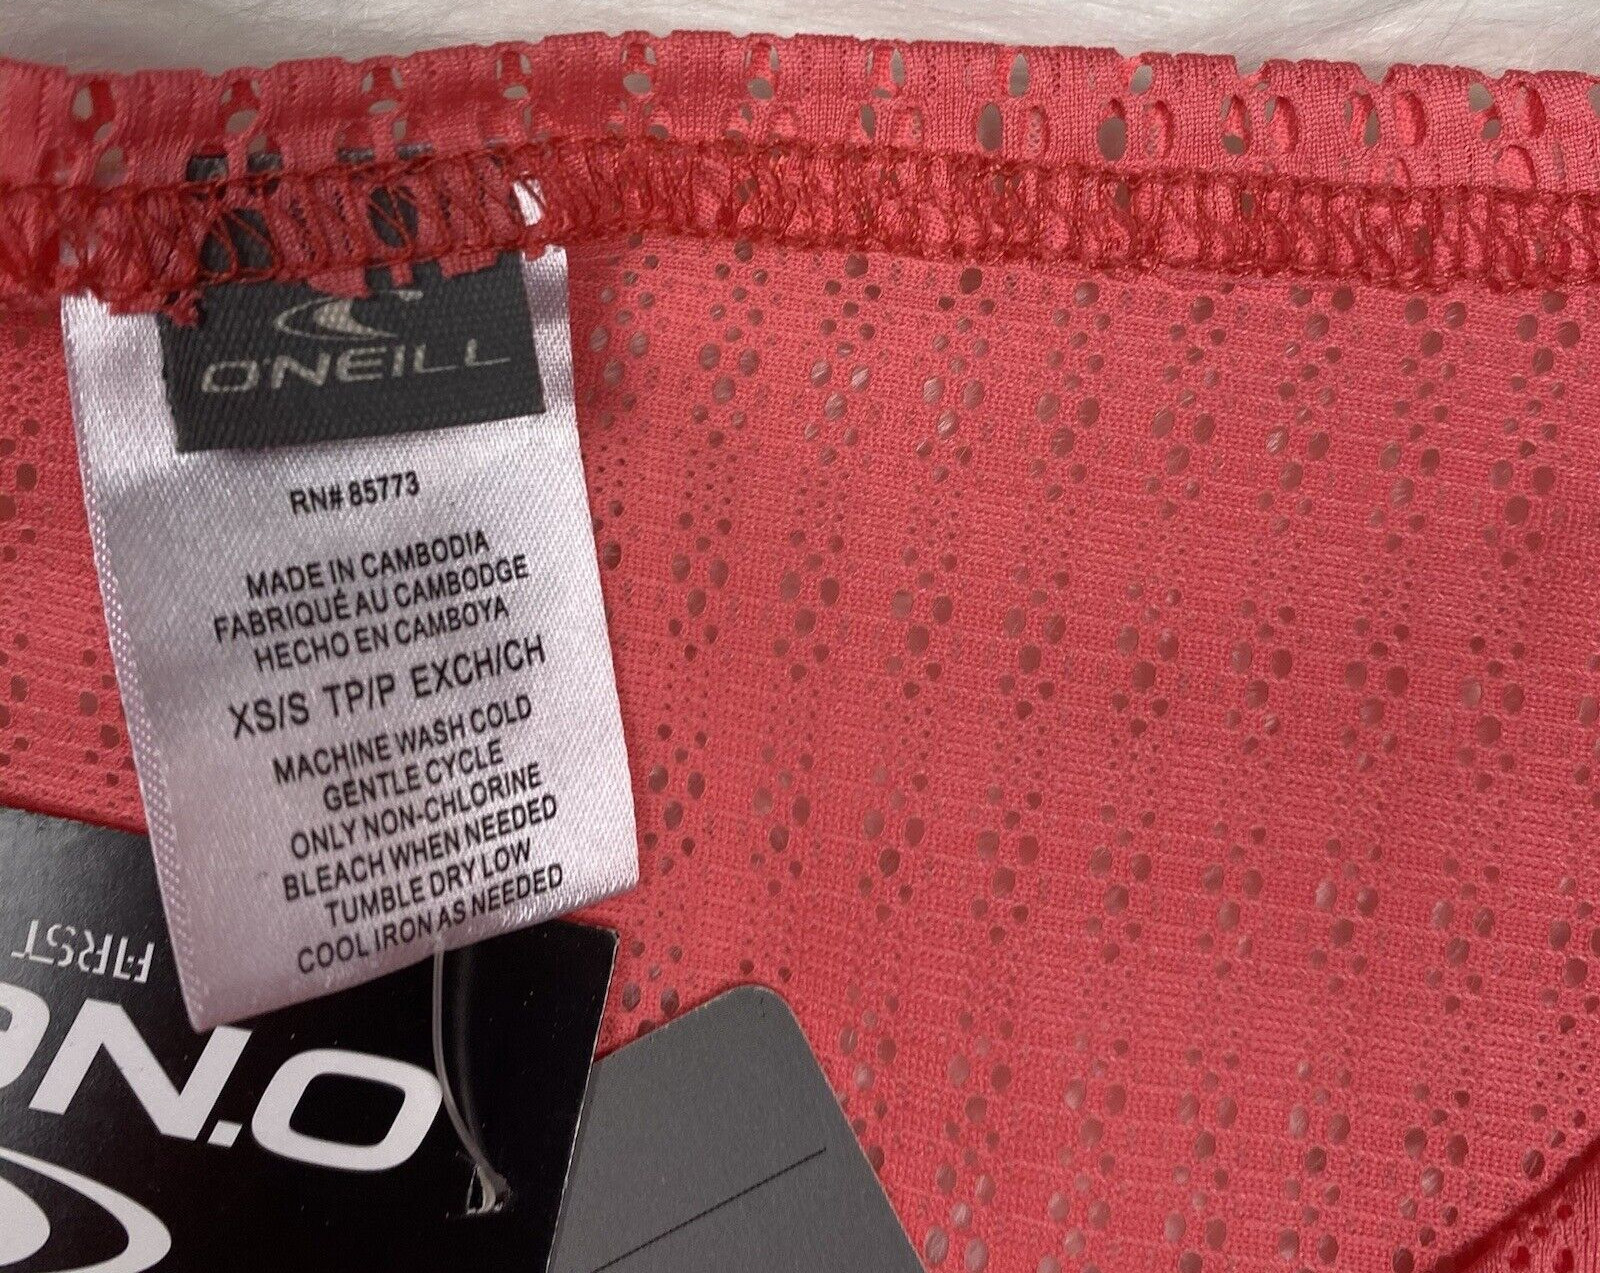 O'NEILL
RN# 85773
MADE IN CAMBODIA
FABRIQUÉ AU CAMBODGE
HECHO EN CAMBOYA
XS/S TP/P EXCH/CH
MACHINE WASH COLD
GENTLE CYCLE
ONLY NON-CHLORINE
BLEACH WHEN NEEDED
TUMBLE DRY LOW
COOL IRON AS NEEDED
FIRST
O'Ne